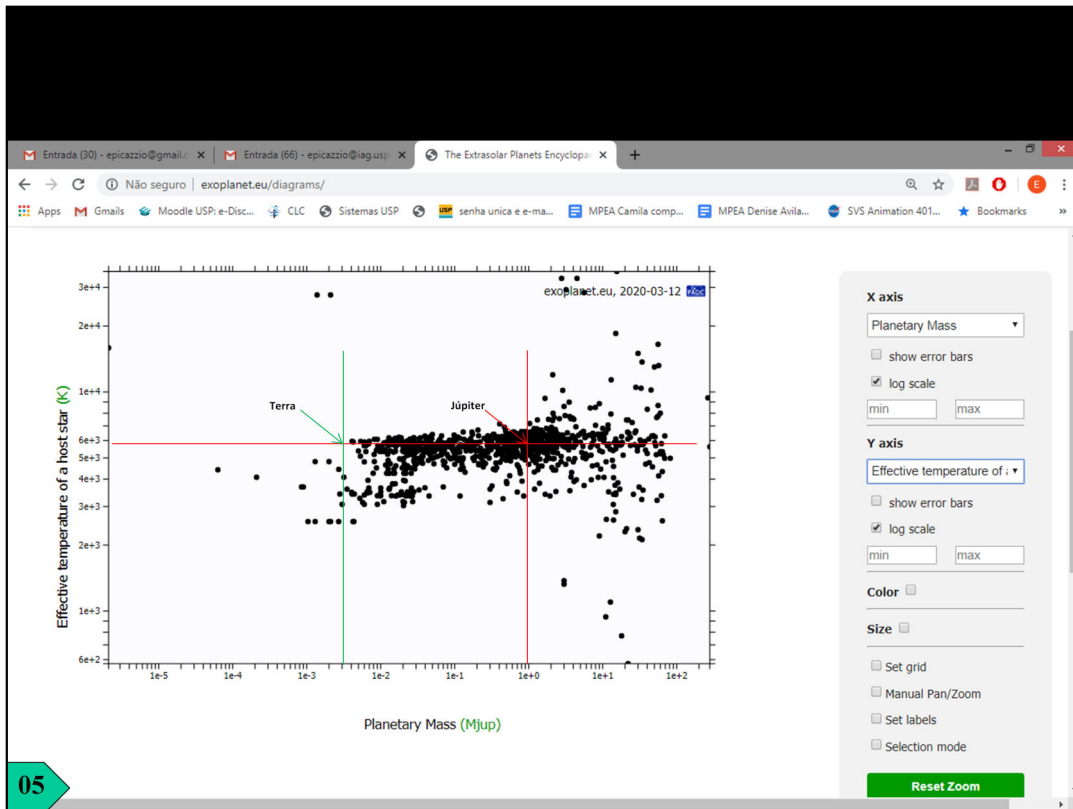 Entrada (30) - epicazzio@gmail.c
Entrada (66) - epicazzio@iag.usp
The Extrasolar Planets Encyclopa
Não seguro | exoplanet.eu/diagrams/
Apps Gmails Moodle USP: e-Disc... CLC Sistemas USP senha unica e e-ma... MPEA Camila comp... MPEA Denise Avila... SVS Animation 401... Bookmarks »
exoplanet.eu, 2020-03-12
3e+4
2e+4
1e+4
6e+3
5e+3
4e+3
3e+3
2e+3
1e+3
6e+2
Effective temperature of a host star (K)
Terra
Júpiter
1e-5 1e-4 1e-3 1e-2 1e-1 1e+0 1e+1 1e+2
Planetary Mass (Mjup)
X axis
Planetary Mass
show error bars
log scale
min max
Y axis
Effective temperature of a
show error bars
log scale
min max
Color
Size
Set grid
Manual Pan/Zoom
Set labels
Selection mode
Reset Zoom
05